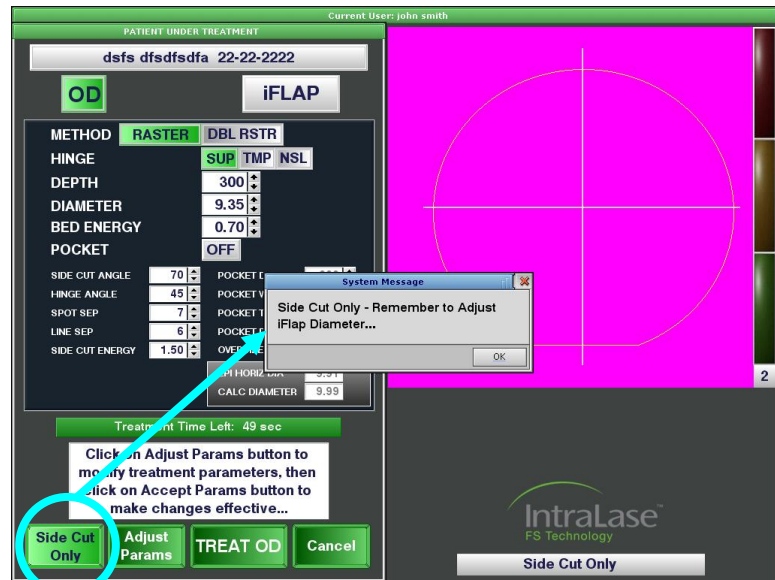 Current User: john smith
PATIENT UNDER TREATMENT
dsfs dfsdfsdfa 22-22-2222
OD
iFLAP
METHOD RASTER DBL RSTR
HINGE SUP TMP NSL
DEPTH 300
DIAMETER 9.35
BED ENERGY 0.70
POCKET OFF
SIDE CUT ANGLE 70 POCKET
HINGE ANGLE 45 POCKET
SPOT SEP 7 POCKET
LINE SEP 6 POCKET
SIDE CUT ENERGY 1.50
HORIZ DIA 9.91
CALC DIAMETER 9.99
System Message
Side Cut Only - Remember to Adjust
iFlap Diameter...
OK
Treatment Time Left: 49 sec
Click on Adjust Params button to
modify treatment parameters, then
click on Accept Params button to
make changes effective...
Side Cut
Only
Adjust
Params
TREAT OD
Cancel
2
IntraLase™
FS Technology
Side Cut Only